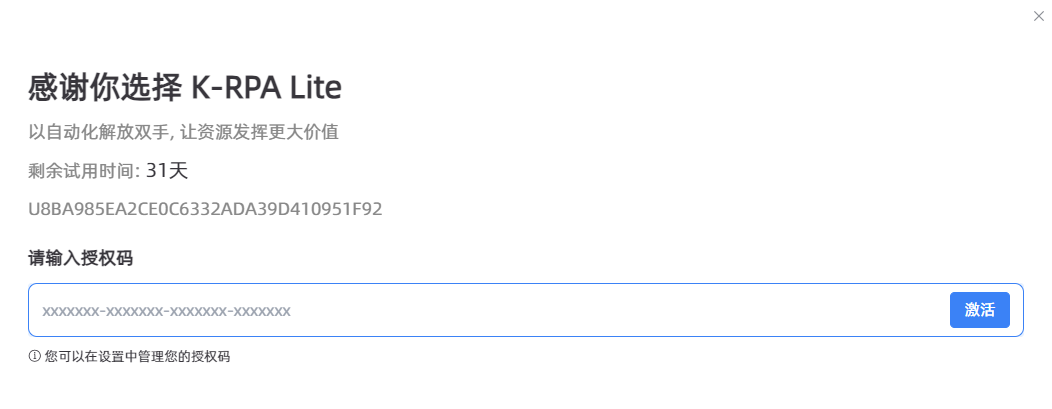 感谢你选择 K-RPA Lite
以自动化解放双手, 让资源发挥更大价值
剩余试用时间: 31天
U8BA985EA2CE0C6332ADA39D410951F92
请输入授权码
xxxxxxx-xxxxxxx-xxxxxxx-xxxxxxx
激活
您可以在设置中管理您的授权码